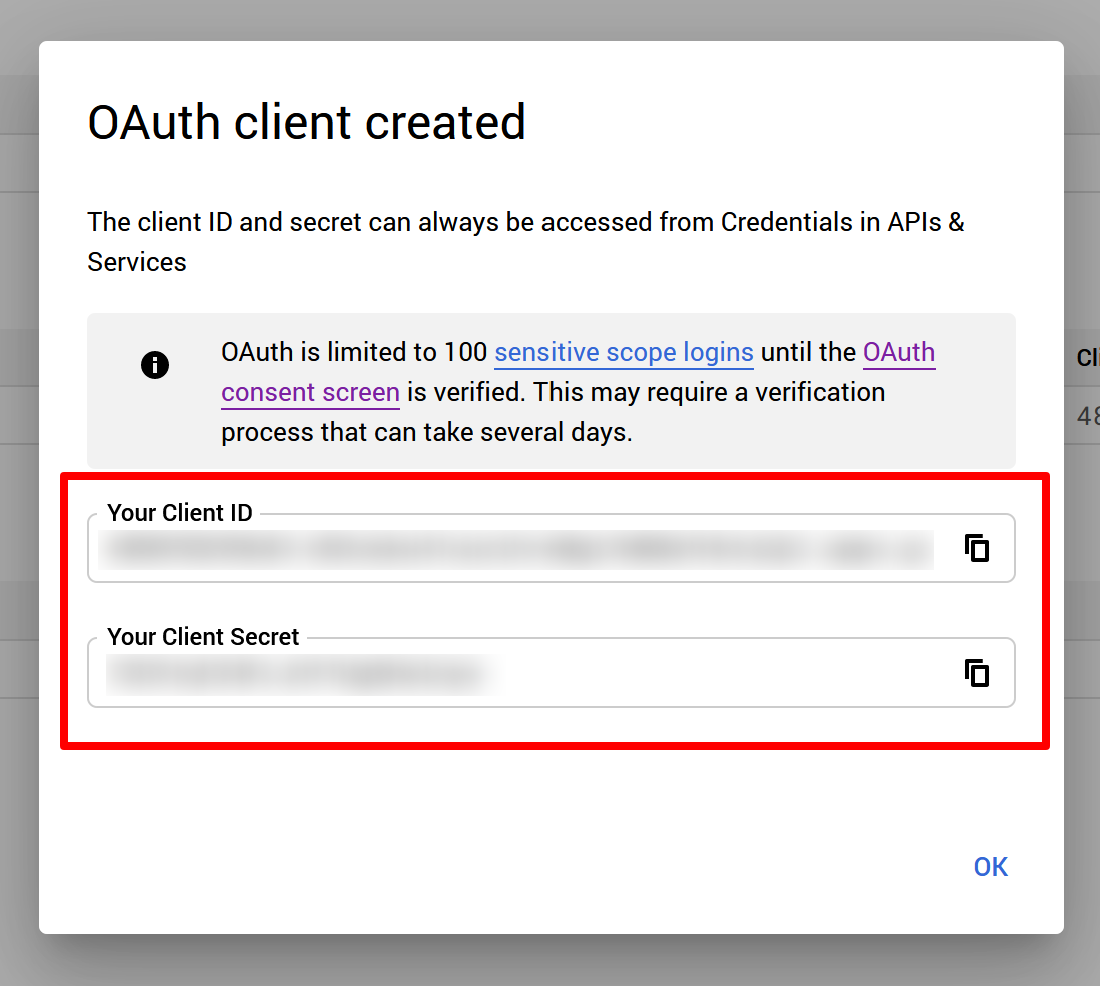 OAuth client created
The client ID and secret can always be accessed from Credentials in APIs &
Services
OAuth is limited to 100 sensitive scope logins until the OAuth
consent screen is verified. This may require a verification
process that can take several days.
Cli
48
Your Client ID
Your Client Secret
OK